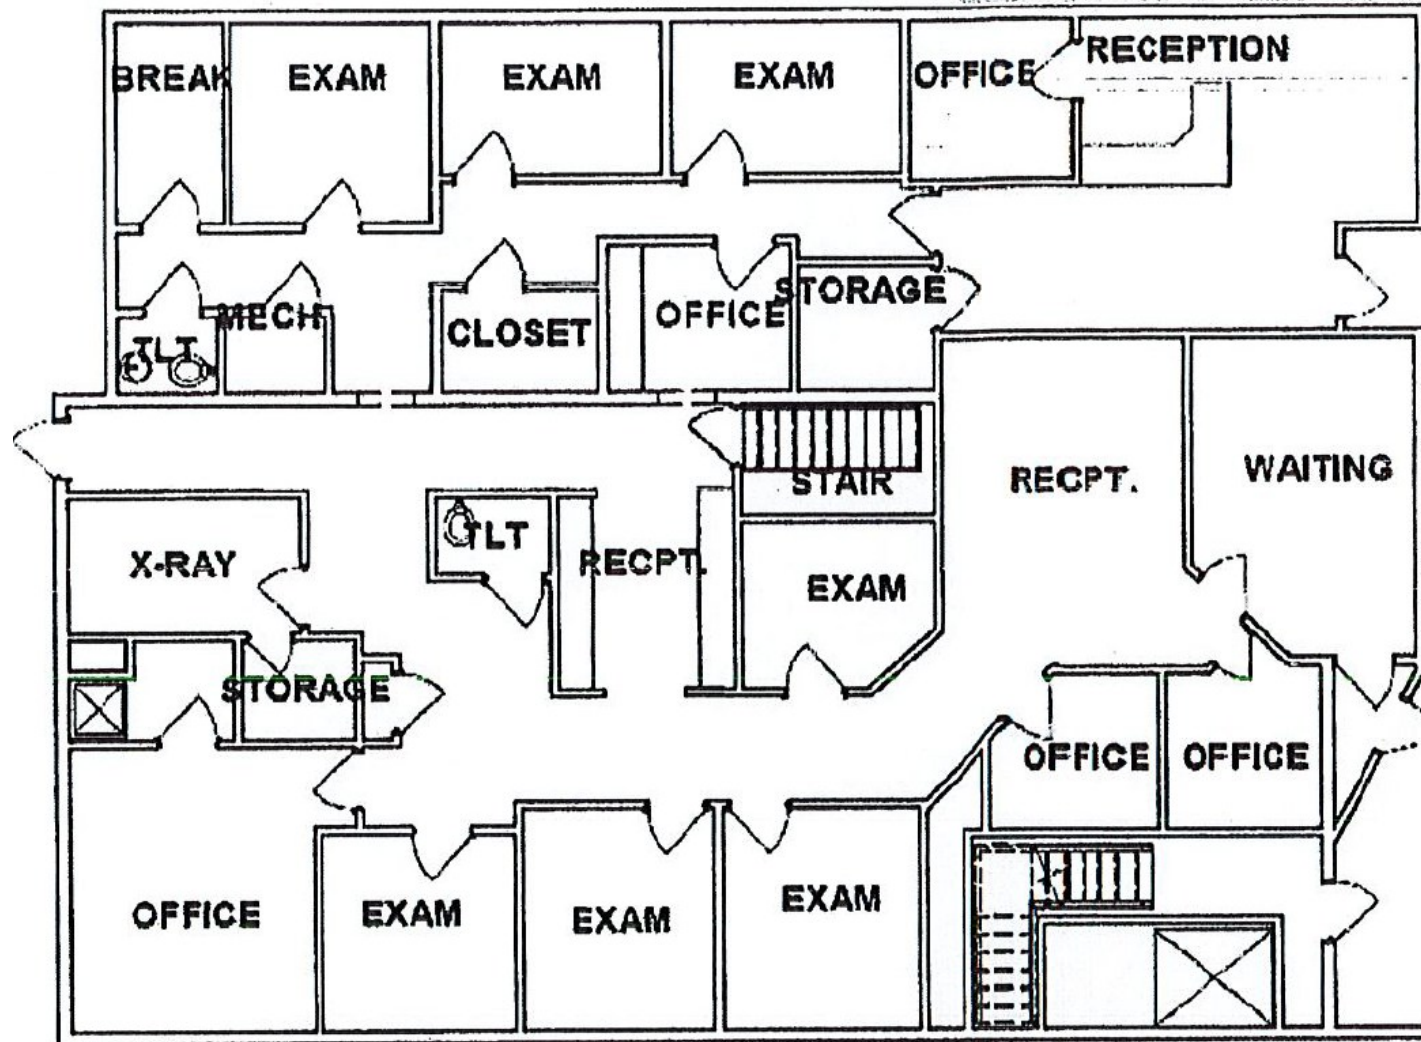 BREAK
EXAM
EXAM
EXAM
OFFICE
RECEPTION
TLT
MECH
CLOSET
OFFICE
STORAGE
X-RAY
TLT
RECPT.
STAIR
EXAM
RECPT.
WAITING
STORAGE
OFFICE
OFFICE
OFFICE
EXAM
EXAM
EXAM